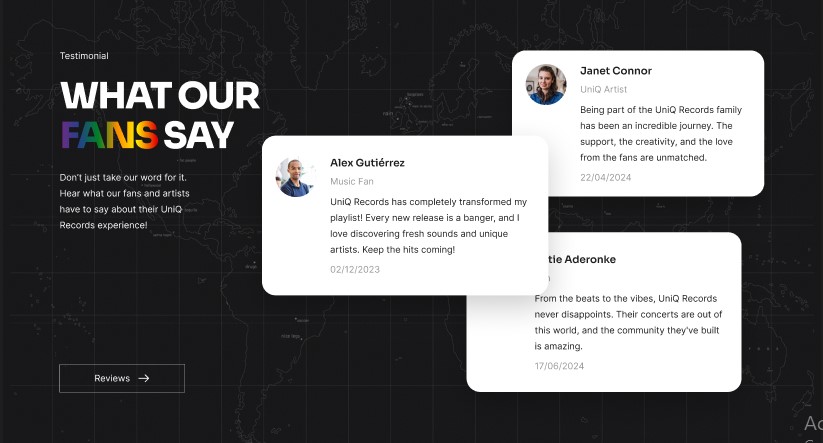 Testimonial
WHAT OUR
FANS SAY
Don't just take our word for it.
Hear what our fans and artists
have to say about their UniQ
Records experience!
Reviews
Alex Gutiérrez
Music Fan
UniQ Records has completely transformed my
playlist! Every new release is a banger, and I
love discovering fresh sounds and unique
artists. Keep the hits coming!
02/12/2023
Janet Connor
UniQ Artist
Being part of the UniQ Records family
has been an incredible journey. The
support, the creativity, and the love
from the fans are unmatched.
22/04/2024
tie Aderonke
From the beats to the vibes, UniQ Records
never disappoints. Their concerts are out of
this world, and the community they've built
is amazing.
17/06/2024